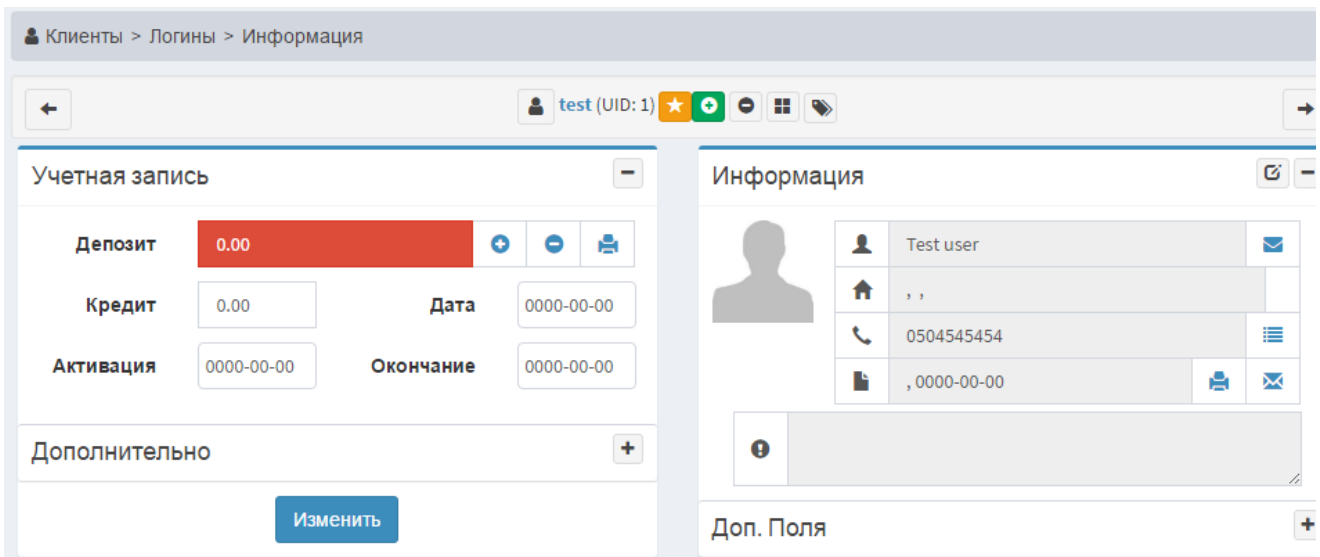 Клиенты > Логины > Информация
test (UID: 1)
Учетная запись
Депозит 0.00
Кредит 0.00 Дата 0000-00-00
Активация 0000-00-00 Окончание 0000-00-00
Дополнительно
Изменить
Информация
Test user
, ,
0504545454
, 0000-00-00
Доп. Поля